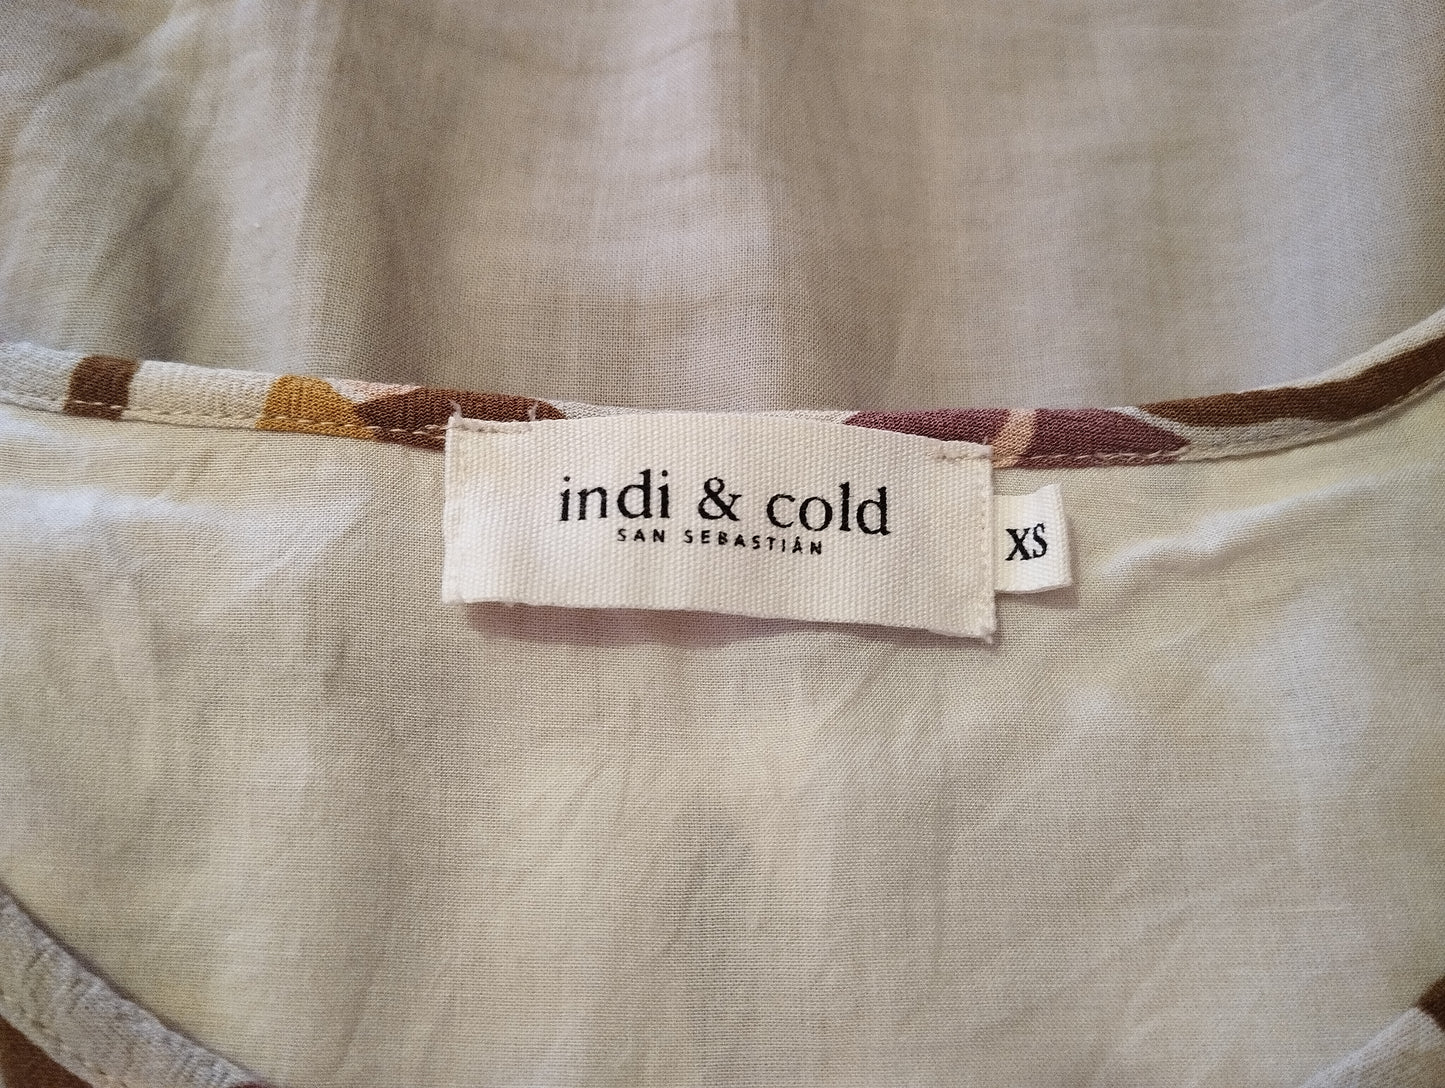 indi & cold
SAN SEBASTIÁN
XS